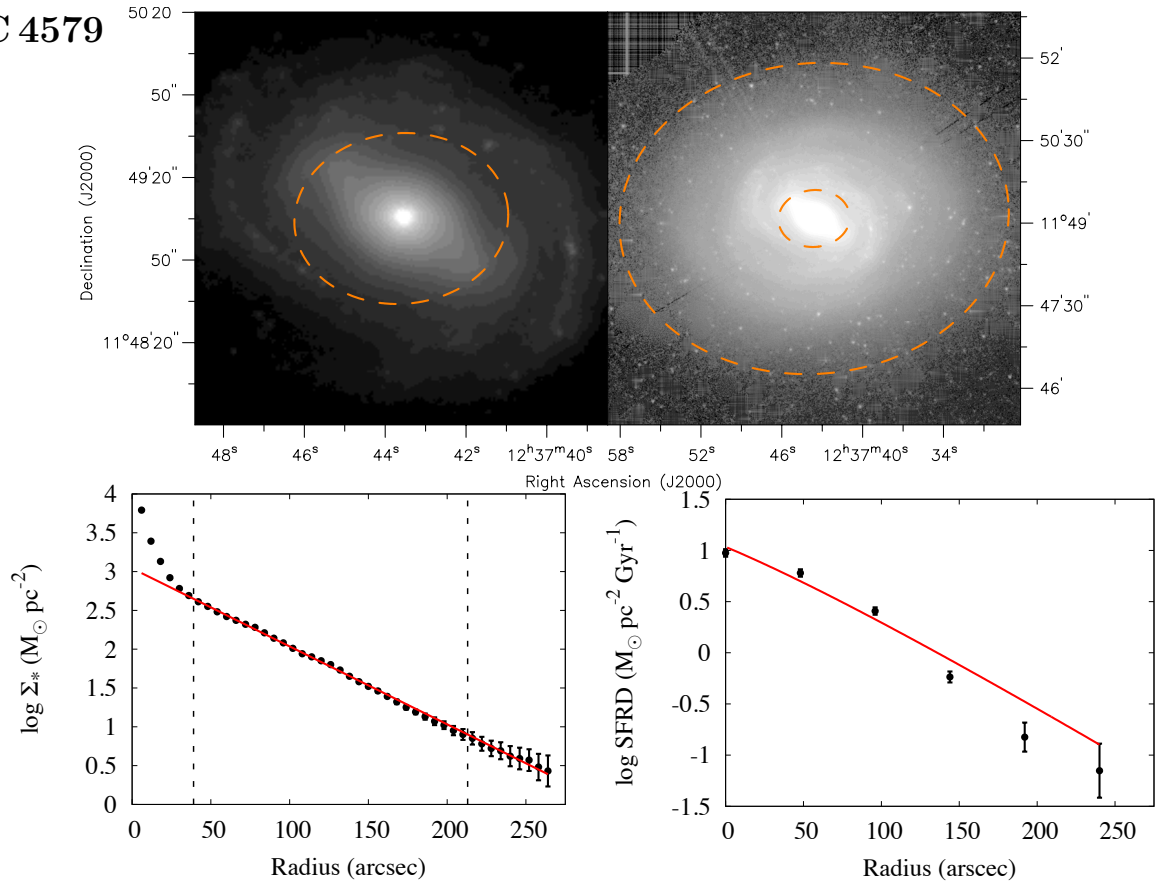 C 4579
50 20
50"
49'20"
50"
11°48'20"
Declination (J2000)
52'
50'30"
11°49'
47'30"
46'
48ˢ 46ˢ 44ˢ 42ˢ 12ʰ37ᵐ40ˢ 58ˢ 52ˢ 46ˢ 12ʰ37ᵐ40ˢ 34ˢ
Right Ascension (J2000)
4
3.5
3
2.5
2
1.5
1
0.5
0
log Σ* (M⊙ pc⁻²)
0 50 100 150 200 250
Radius (arcsec)
1.5
1
0.5
0
-0.5
-1
-1.5
log SFRD (M⊙ pc⁻² Gyr⁻¹)
0 50 100 150 200 250
Radius (arscec)